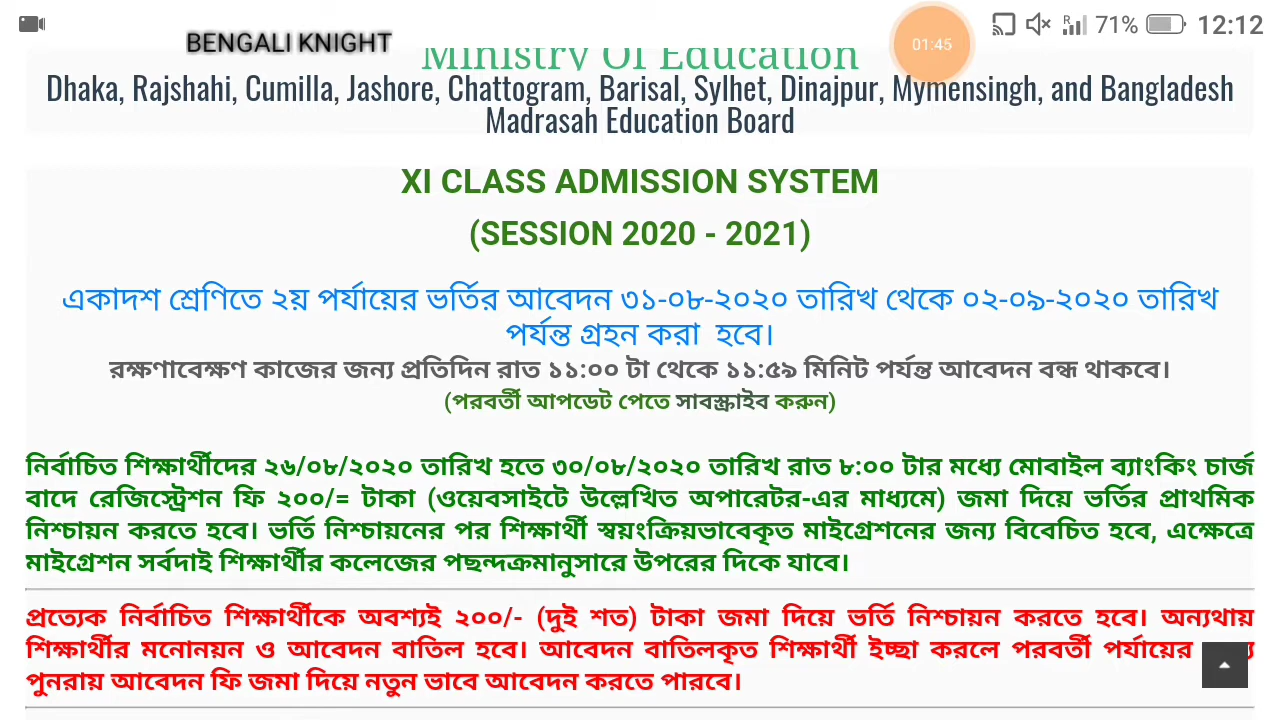 BENGALI KNIGHT
01:45
R
71%
12:12
Ministry Of Education
Dhaka, Rajshahi, Cumilla, Jashore, Chattogram, Barisal, Sylhet, Dinajpur, Mymensingh, and Bangladesh
Madrasah Education Board
XI CLASS ADMISSION SYSTEM
(SESSION 2020 - 2021)
একাদশ শ্রেণিতে ২য় পর্যায়ের ভর্তির আবেদন ৩১-০৮-২০২০ তারিখ থেকে ০২-০৯-২০২০ তারিখ
পর্যন্ত গ্রহন করা হবে।
রক্ষণাবেক্ষণ কাজের জন্য প্রতিদিন রাত ১১:০০ টা থেকে ১১:৫৯ মিনিট পর্যন্ত আবেদন বন্ধ থাকবে।
(পরবর্তী আপডেট পেতে সাবস্ক্রাইব করুন)
নির্বাচিত শিক্ষার্থীদের ২৬/০৮/২০২০ তারিখ হতে ৩০/০৮/২০২০ তারিখ রাত ৮:০০ টার মধ্যে মোবাইল ব্যাংকিং চার্জ
বাদে রেজিস্ট্রেশন ফি ২০০/= টাকা (ওয়েবসাইটে উল্লেখিত অপারেটর-এর মাধ্যমে) জমা দিয়ে ভর্তির প্রাথমিক
নিশ্চায়ন করতে হবে। ভর্তি নিশ্চায়নের পর শিক্ষার্থী স্বয়ংক্রিয়ভাবেকৃত মাইগ্রেশনের জন্য বিবেচিত হবে, এক্ষেত্রে
মাইগ্রেশন সর্বদাই শিক্ষার্থীর কলেজের পছন্দক্রমানুসারে উপরের দিকে যাবে।
প্রত্যেক নির্বাচিত শিক্ষার্থীকে অবশ্যই ২০০/- (দুই শত) টাকা জমা দিয়ে ভর্তি নিশ্চায়ন করতে হবে। অন্যথায়
শিক্ষার্থীর মনোনয়ন ও আবেদন বাতিল হবে। আবেদন বাতিলকৃত শিক্ষার্থী ইচ্ছা করলে পরবর্তী পর্যায়ের
পুনরায় আবেদন ফি জমা দিয়ে নতুন ভাবে আবেদন করতে পারবে।